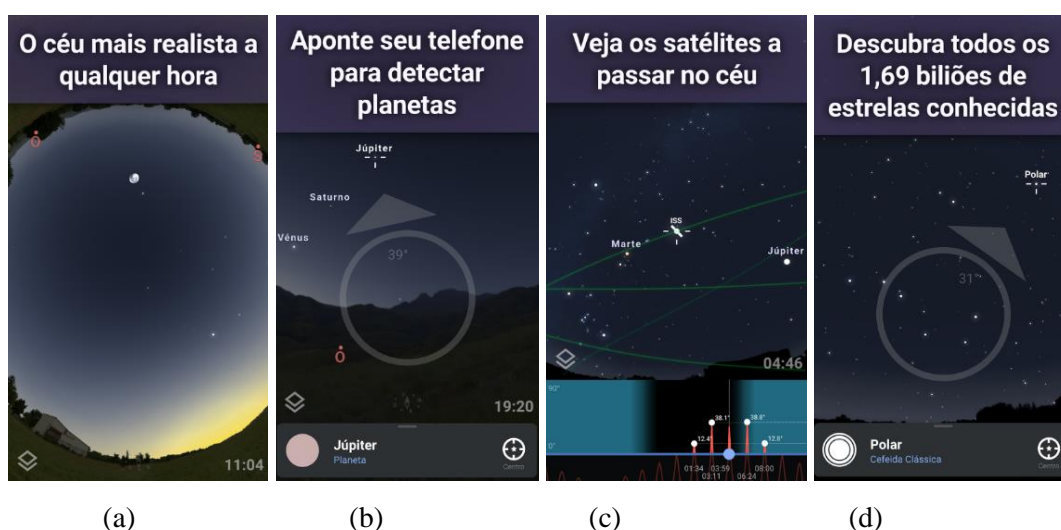 O céu mais realista a
qualquer hora
O
S
11:04
Aponte seu telefone
para detectar
planetas
Júpiter
Saturno
Vénus
39°
O
19:20
Júpiter
Planeta
Centro
Veja os satélites a
passar no céu
ISS
Marte
Júpiter
04:46
90°
0°
12.4°
38.1°
38.8°
12.8°
01:34 03:59 08:00
03:11 06:24
Descubra todos os
1,69 biliões de
estrelas conhecidas
Polar
31°
Polar
Cefeida Clássica
Centro
(a) (b) (c) (d)